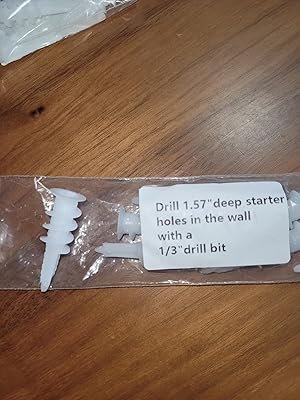 Drill 1.57"deep starter
holes in the wall
with a
1/3"drill bit